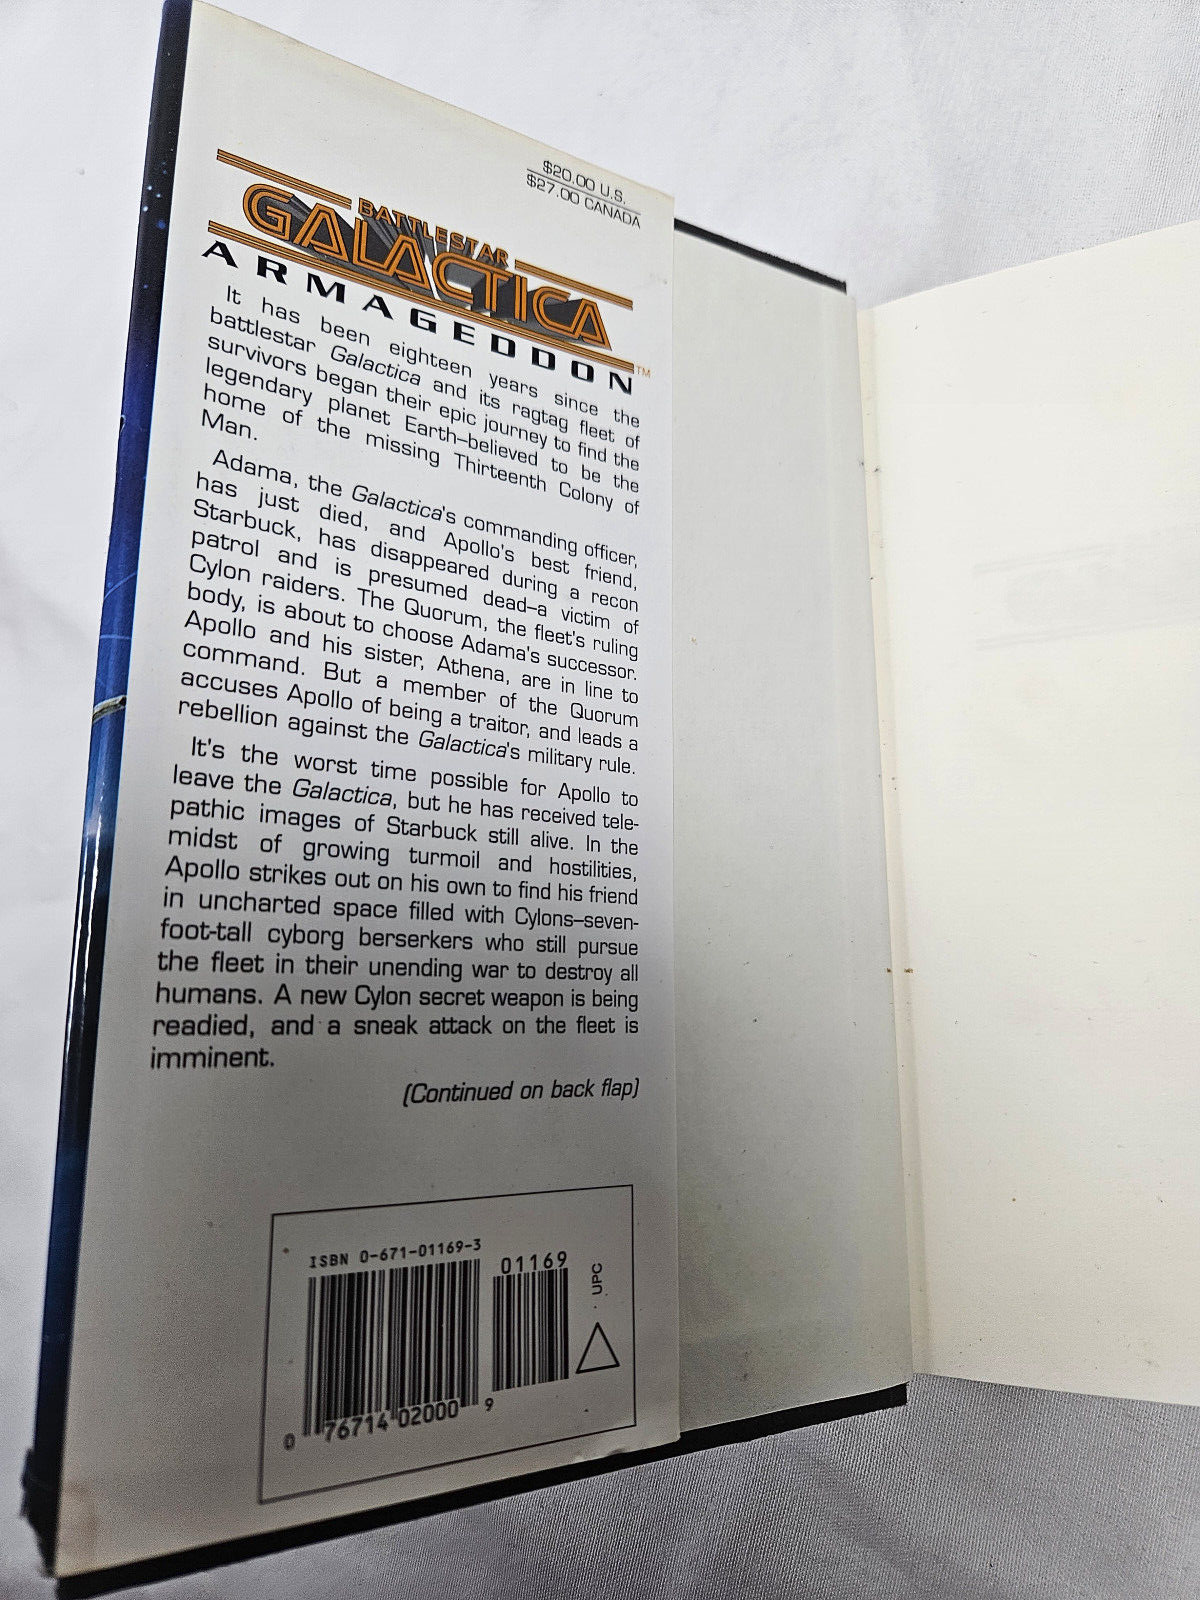 $20.00 U.S.
$27.00 CANADA
BATTLESTAR
GALACTICA
ARMAGEDDON
TM
It has been eighteen years since the
battlestar Galactica and its ragtag fleet of
survivors began their epic journey to find the
legendary planet Earth–believed to be the
home of the missing Thirteenth Colony of
Man.
Adama, the Galactica's commanding officer,
has just died, and Apollo's best friend,
Starbuck, has disappeared during a recon
patrol and is presumed dead–a victim of
Cylon raiders. The Quorum, the fleet's ruling
body, is about to choose Adama's successor.
Apollo and his sister, Athena, are in line to
command. But a member of the Quorum
accuses Apollo of being a traitor, and leads a
rebellion against the Galactica's military rule.
It's the worst time possible for Apollo to
leave the Galactica, but he has received tele-
pathic images of Starbuck still alive. In the
midst of growing turmoil and hostilities,
Apollo strikes out on his own to find his friend
in uncharted space filled with Cylons–seven-
foot-tall cyborg berserkers who still pursue
the fleet in their unending war to destroy all
humans. A new Cylon secret weapon is being
readied, and a sneak attack on the fleet is
imminent.
(Continued on back flap)
ISBN 0-671-01169-3
01169
UPC
0 76714 02000 9